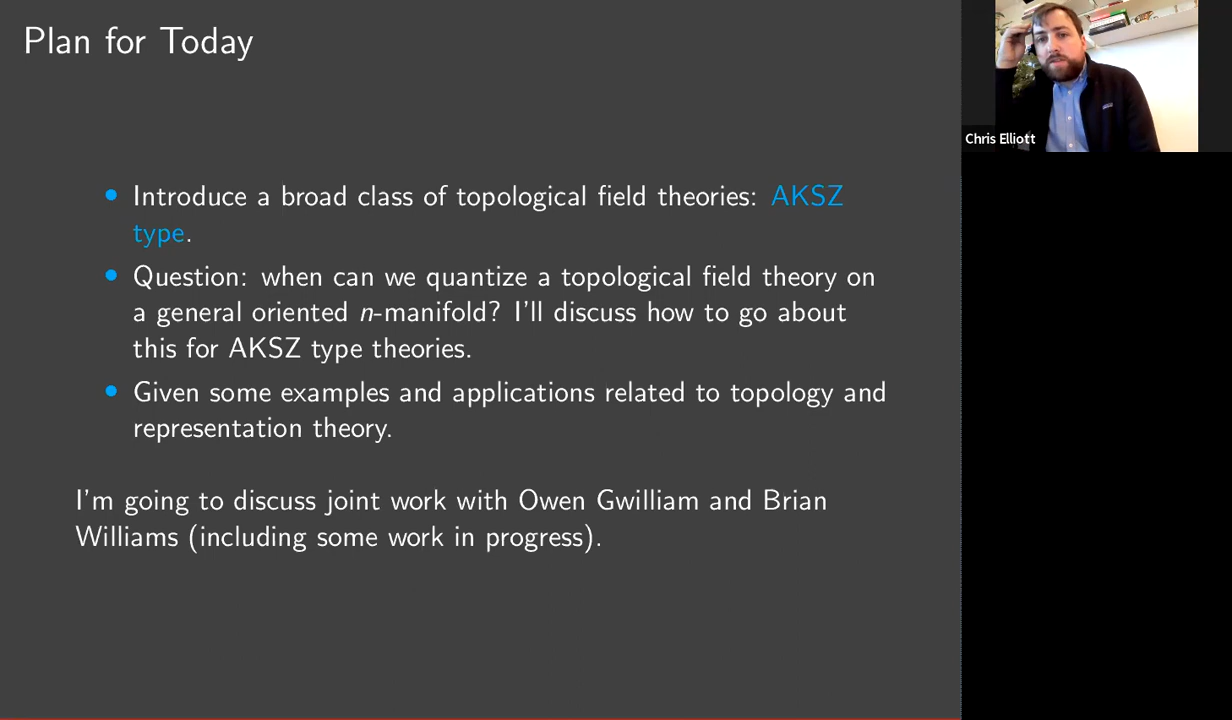 Plan for Today
Introduce a broad class of topological field theories: AKSZ
type.
Question: when can we quantize a topological field theory on
a general oriented n-manifold? I'll discuss how to go about
this for AKSZ type theories.
Given some examples and applications related to topology and
representation theory.
I'm going to discuss joint work with Owen Gwilliam and Brian
Williams (including some work in progress).
Chris Elliott